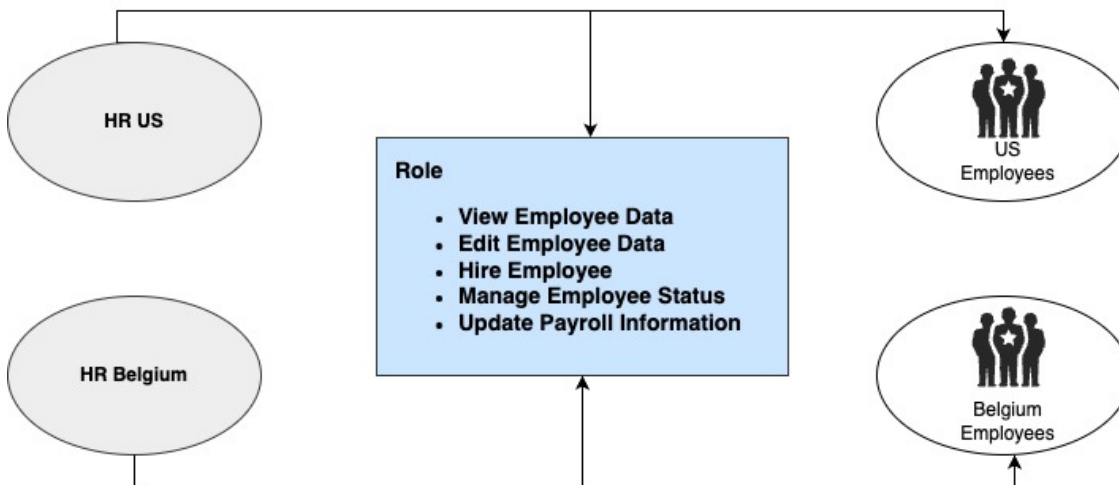 HR US
US
Employees
Role
• View Employee Data
• Edit Employee Data
• Hire Employee
• Manage Employee Status
• Update Payroll Information
HR Belgium
Belgium
Employees